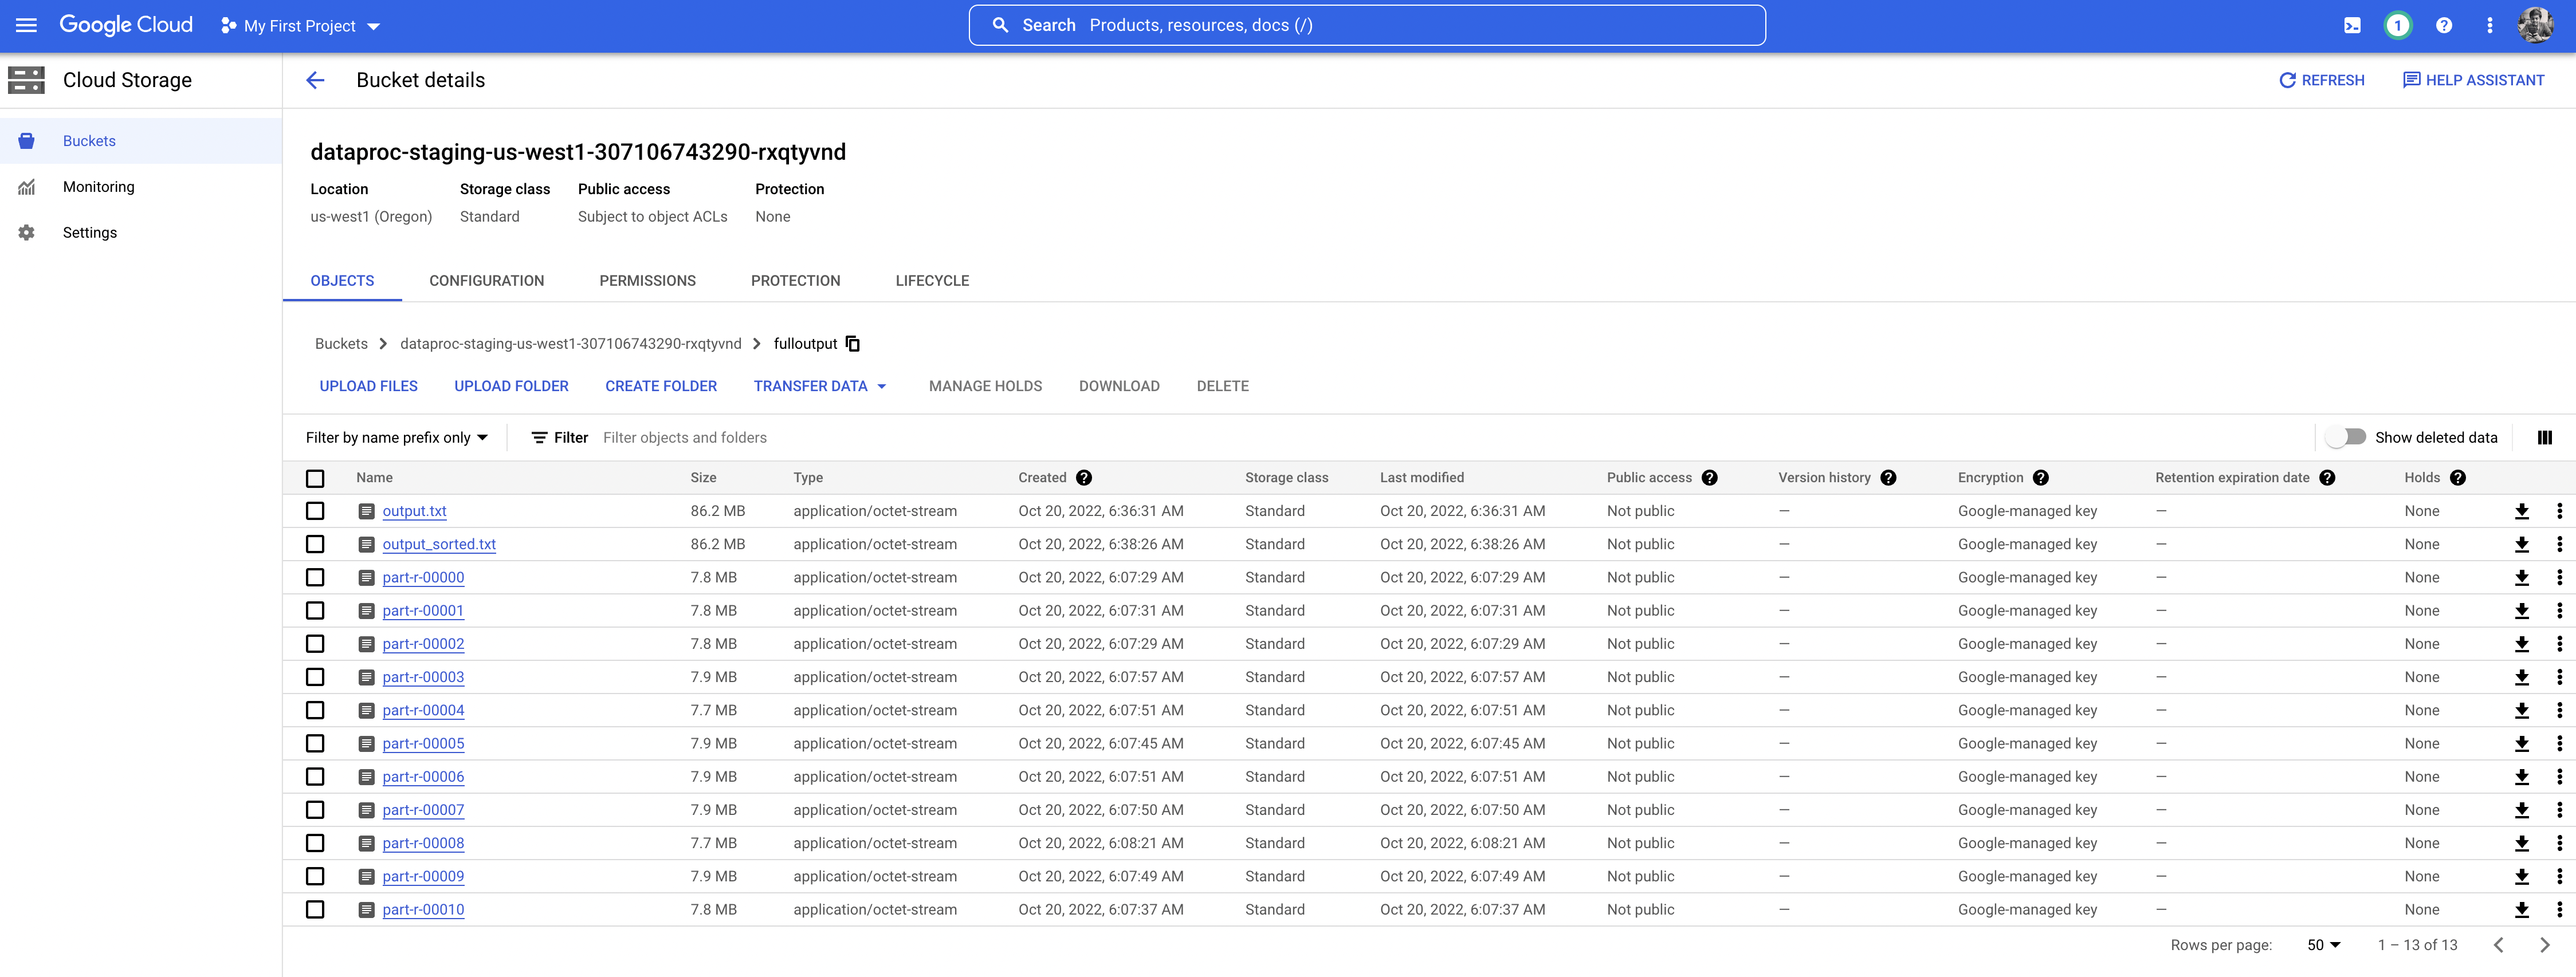 Google Cloud My First Project Search Products, resources, docs (/) 1
Cloud Storage
Buckets
Monitoring
Settings
Bucket details REFRESH HELP ASSISTANT
dataproc-staging-us-west1-307106743290-rxqtyvnd
Location Storage class Public access Protection
us-west1 (Oregon) Standard Subject to object ACLs None
OBJECTS CONFIGURATION PERMISSIONS PROTECTION LIFECYCLE
Buckets dataproc-staging-us-west1-307106743290-rxqtyvnd fulloutput
UPLOAD FILES UPLOAD FOLDER CREATE FOLDER TRANSFER DATA MANAGE HOLDS DOWNLOAD DELETE
Filter by name prefix only Filter Filter objects and folders Show deleted data
Name Size Type Created Storage class Last modified Public access Version history Encryption Retention expiration date Holds
output.txt 86.2 MB application/octet-stream Oct 20, 2022, 6:36:31 AM Standard Oct 20, 2022, 6:36:31 AM Not public — Google-managed key — None
output_sorted.txt 86.2 MB application/octet-stream Oct 20, 2022, 6:38:26 AM Standard Oct 20, 2022, 6:38:26 AM Not public — Google-managed key — None
part-r-00000 7.8 MB application/octet-stream Oct 20, 2022, 6:07:29 AM Standard Oct 20, 2022, 6:07:29 AM Not public — Google-managed key — None
part-r-00001 7.8 MB application/octet-stream Oct 20, 2022, 6:07:31 AM Standard Oct 20, 2022, 6:07:31 AM Not public — Google-managed key — None
part-r-00002 7.8 MB application/octet-stream Oct 20, 2022, 6:07:29 AM Standard Oct 20, 2022, 6:07:29 AM Not public — Google-managed key — None
part-r-00003 7.9 MB application/octet-stream Oct 20, 2022, 6:07:57 AM Standard Oct 20, 2022, 6:07:57 AM Not public — Google-managed key — None
part-r-00004 7.7 MB application/octet-stream Oct 20, 2022, 6:07:51 AM Standard Oct 20, 2022, 6:07:51 AM Not public — Google-managed key — None
part-r-00005 7.9 MB application/octet-stream Oct 20, 2022, 6:07:45 AM Standard Oct 20, 2022, 6:07:45 AM Not public — Google-managed key — None
part-r-00006 7.9 MB application/octet-stream Oct 20, 2022, 6:07:51 AM Standard Oct 20, 2022, 6:07:51 AM Not public — Google-managed key — None
part-r-00007 7.9 MB application/octet-stream Oct 20, 2022, 6:07:50 AM Standard Oct 20, 2022, 6:07:50 AM Not public — Google-managed key — None
part-r-00008 7.7 MB application/octet-stream Oct 20, 2022, 6:08:21 AM Standard Oct 20, 2022, 6:08:21 AM Not public — Google-managed key — None
part-r-00009 7.9 MB application/octet-stream Oct 20, 2022, 6:07:49 AM Standard Oct 20, 2022, 6:07:49 AM Not public — Google-managed key — None
part-r-00010 7.8 MB application/octet-stream Oct 20, 2022, 6:07:37 AM Standard Oct 20, 2022, 6:07:37 AM Not public — Google-managed key — None
Rows per page: 50 1 – 13 of 13